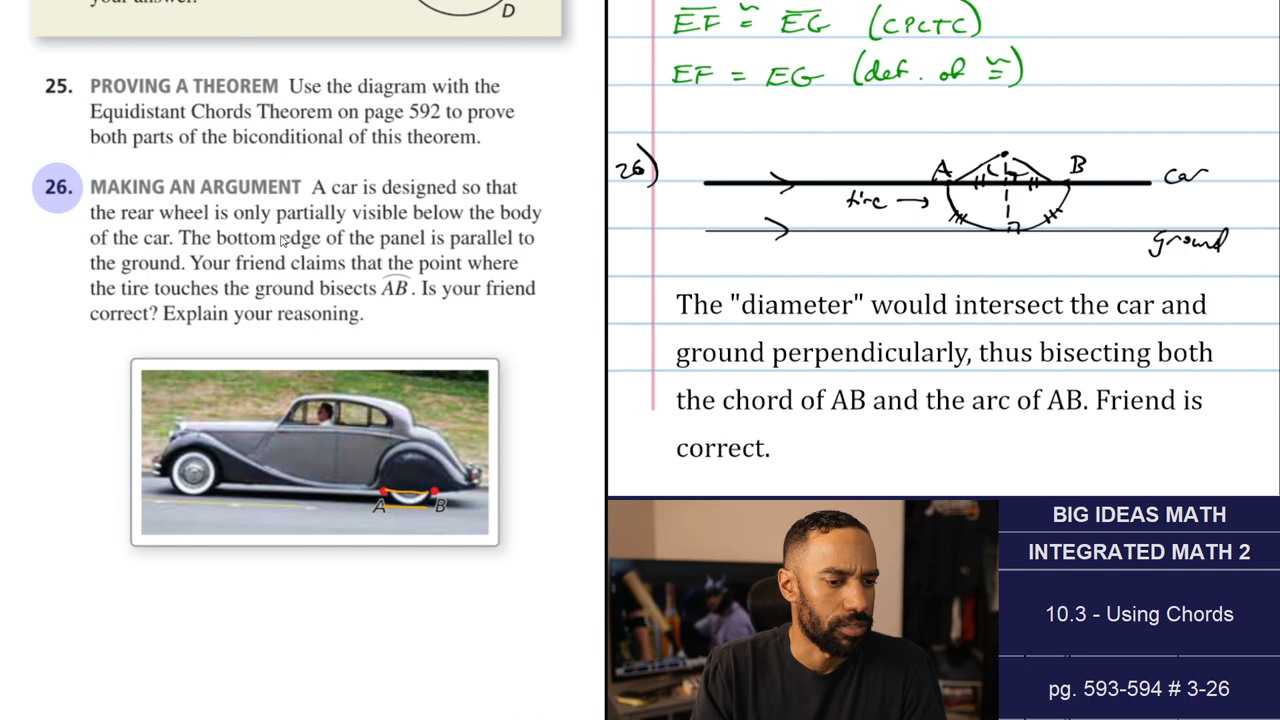 D
25. PROVING A THEOREM Use the diagram with the
Equidistant Chords Theorem on page 592 to prove
both parts of the biconditional of this theorem.
26. MAKING AN ARGUMENT A car is designed so that
the rear wheel is only partially visible below the body
of the car. The bottom edge of the panel is parallel to
the ground. Your friend claims that the point where
the tire touches the ground bisects AB. Is your friend
correct? Explain your reasoning.
A B
EF ≅ EG (CPCTC)
EF = EG (def. of ≅)
26)
A B car
tire →
ground
The "diameter" would intersect the car and
ground perpendicularly, thus bisecting both
the chord of AB and the arc of AB. Friend is
correct.
BIG IDEAS MATH
INTEGRATED MATH 2
10.3 - Using Chords
pg. 593-594 # 3-26